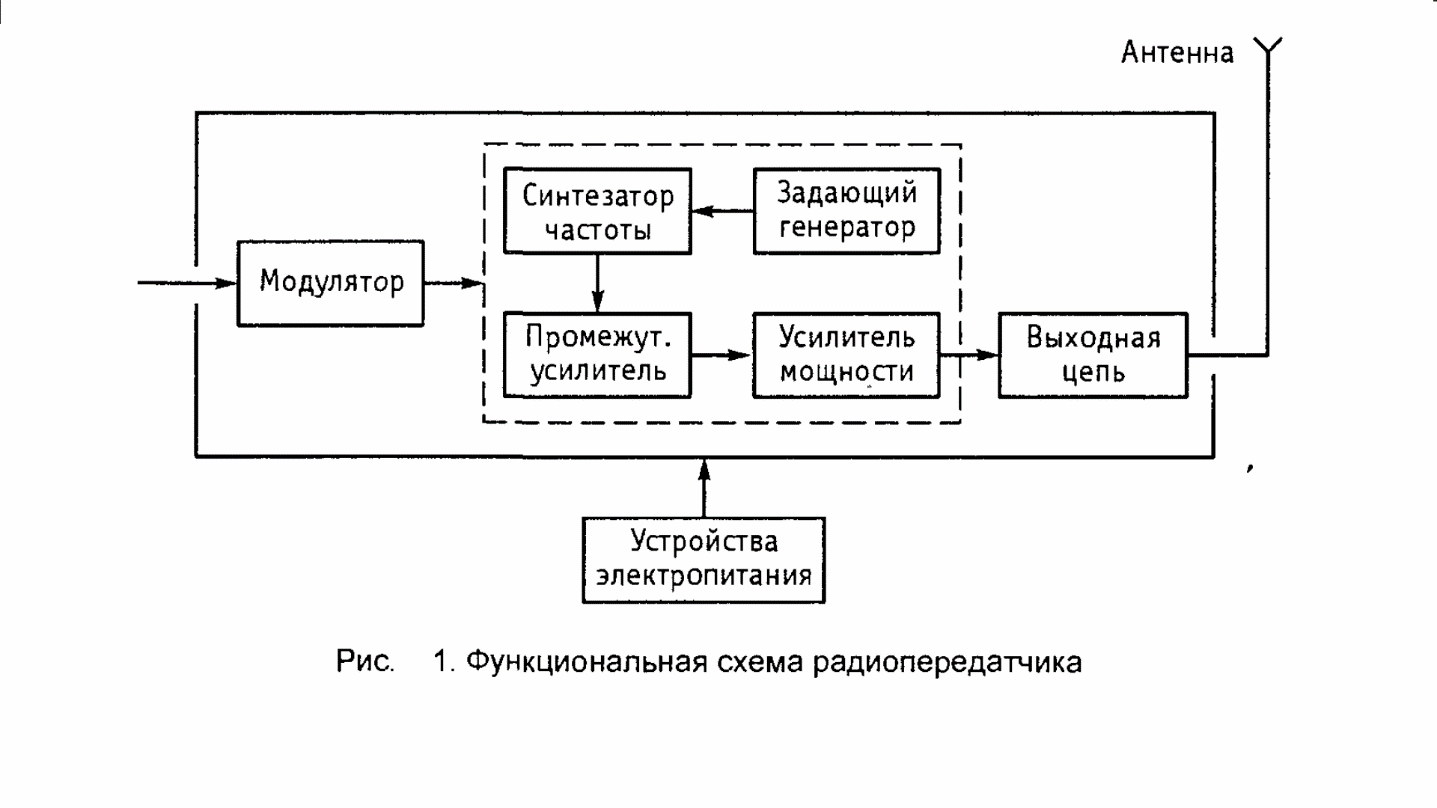 Антенна
Синтезатор
частоты
Задающий
генератор
Модулятор
Промежут.
усилитель
Усилитель
мощности
Выходная
цепь
Устройства
электропитания
Рис. 1. Функциональная схема радиопередатчика